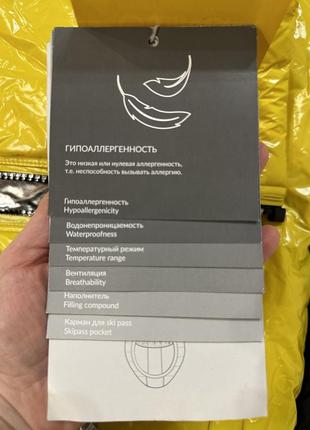 ГИПОАЛЛЕРГЕННОСТЬ
Это низкая или нулевая аллергенность,
т.е. неспособность вызывать аллергию.
Гипоаллергенность
Hypoallergenicity
Водонепроницаемость
Waterproofness
Температурный режим
Temperature range
Вентиляция
Breathability
Наполнитель
Filling compound
Карман для ski pass
Skipass pocket